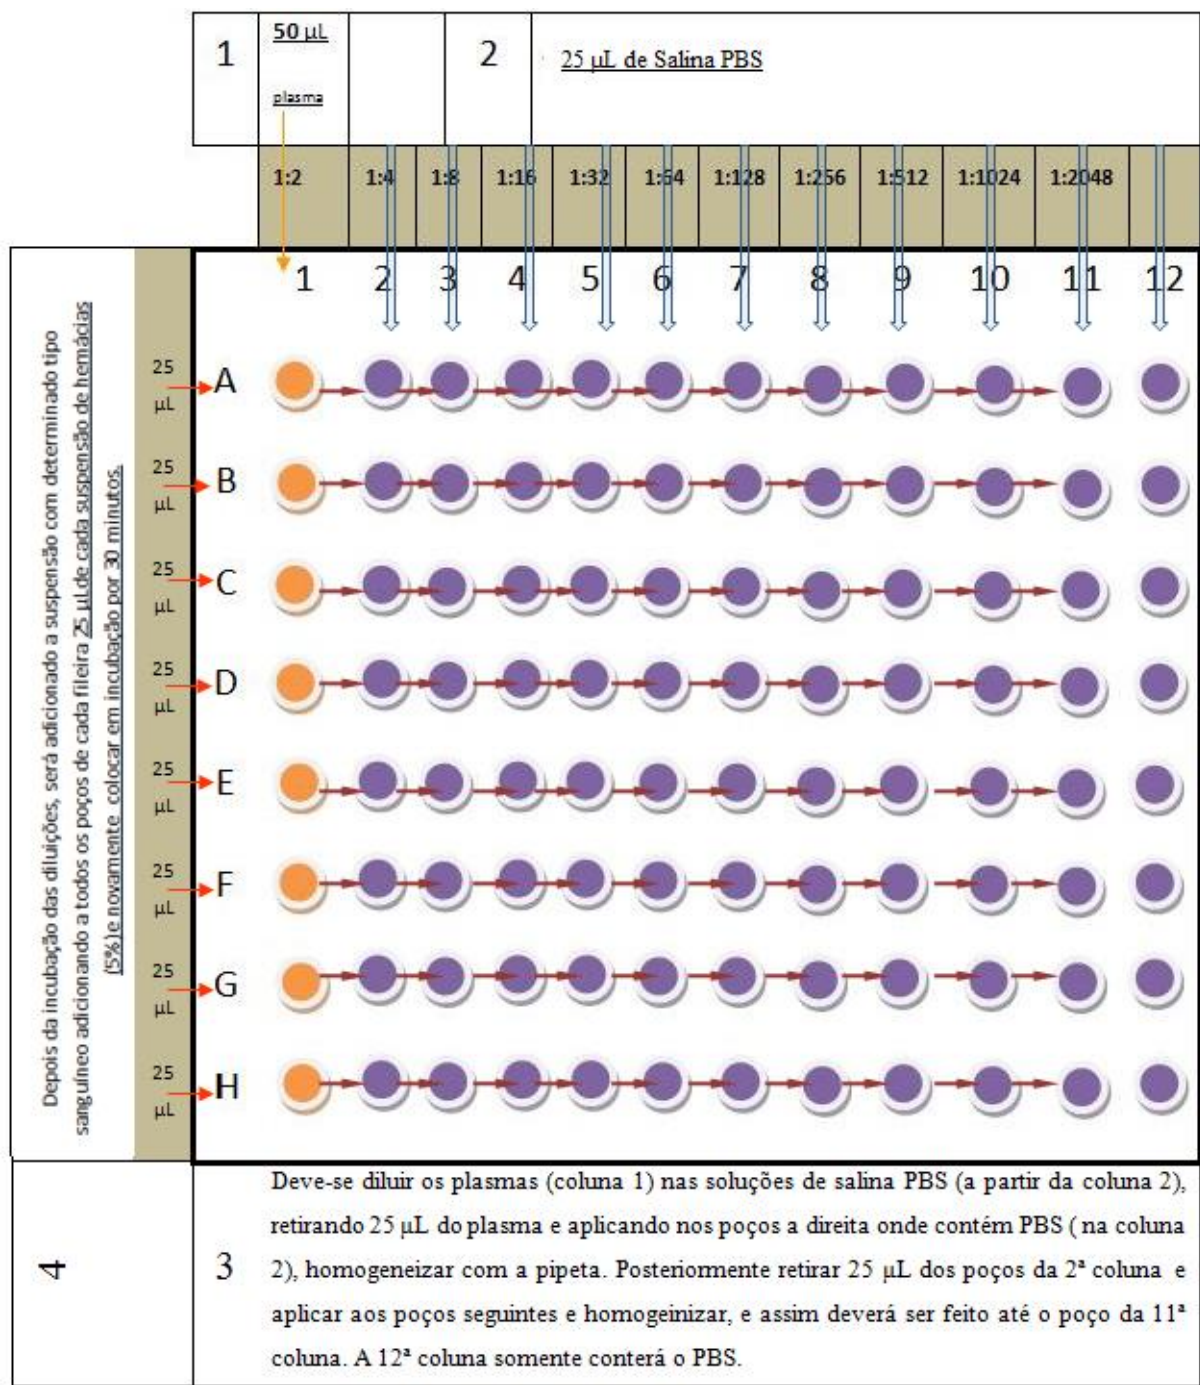 1
50 µL
plasma
2
25 µL de Salina PBS
1:2 1:4 1:8 1:16 1:32 1:64 1:128 1:256 1:512 1:1024 1:2048
1 2 3 4 5 6 7 8 9 10 11 12
25 µL A
25 µL B
25 µL C
25 µL D
25 µL E
25 µL F
25 µL G
25 µL H
Depois da incubação das diluições, será adicionado a suspensão com determinado tipo
sanguíneo adicionando a todos os poços de cada fileira 25 µL de cada suspensão de hemácias
(5%) e novamente colocar em incubação por 30 minutos.
4
3
Deve-se diluir os plasmas (coluna 1) nas soluções de salina PBS (a partir da coluna 2),
retirando 25 µL do plasma e aplicando nos poços a direita onde contém PBS ( na coluna
2), homogeneizar com a pipeta. Posteriormente retirar 25 µL dos poços da 2ª coluna e
aplicar aos poços seguintes e homogeinizar, e assim deverá ser feito até o poço da 11ª
coluna. A 12ª coluna somente conterá o PBS.